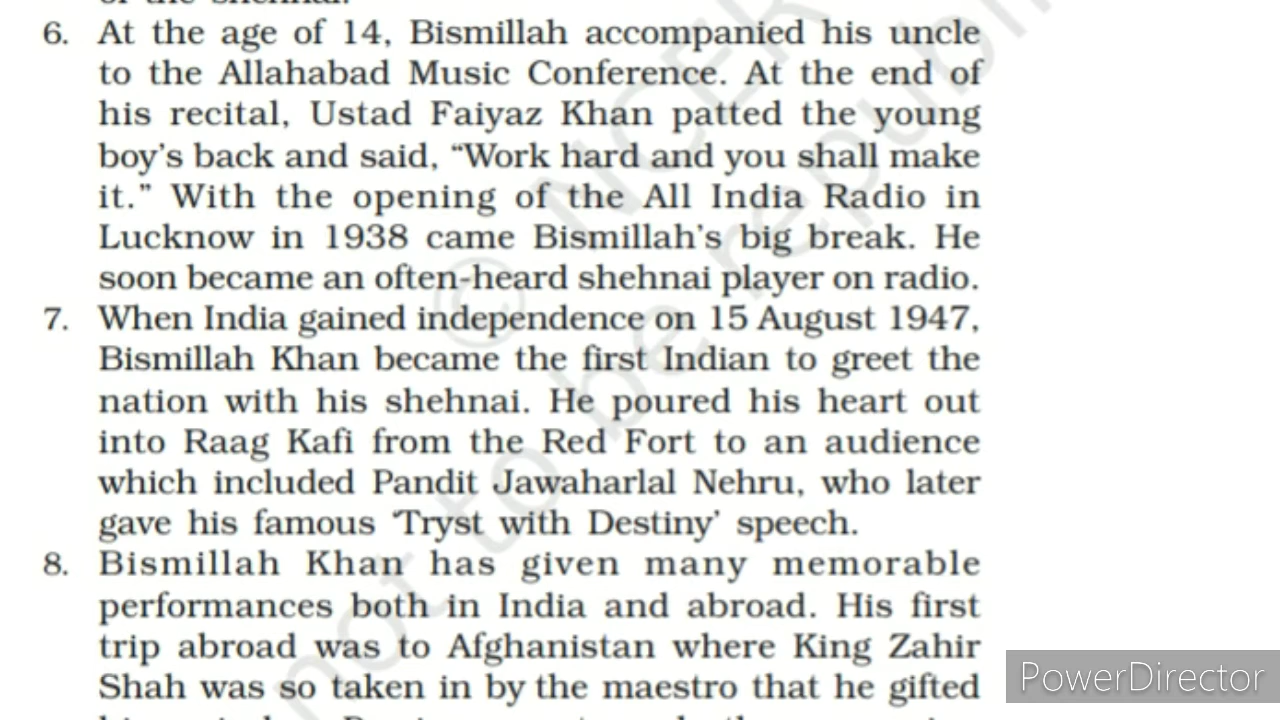 6. At the age of 14, Bismillah accompanied his uncle
to the Allahabad Music Conference. At the end of
his recital, Ustad Faiyaz Khan patted the young
boy's back and said, “Work hard and you shall make
it.” With the opening of the All India Radio in
Lucknow in 1938 came Bismillah's big break. He
soon became an often-heard shehnai player on radio.
7. When India gained independence on 15 August 1947,
Bismillah Khan became the first Indian to greet the
nation with his shehnai. He poured his heart out
into Raag Kafi from the Red Fort to an audience
which included Pandit Jawaharlal Nehru, who later
gave his famous ‘Tryst with Destiny’ speech.
8. Bismillah Khan has given many memorable
performances both in India and abroad. His first
trip abroad was to Afghanistan where King Zahir
Shah was so taken in by the maestro that he gifted
© NCER
not to be republi
PowerDirector